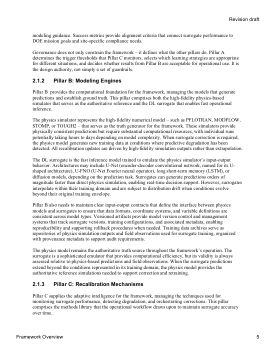 Revision draft
modeling guidance. Success metrics provide alignment criteria that connect surrogate performance to
DOE mission goals and site-specific compliance needs.
Governance does not only constrain the framework – it defines what the other pillars do. Pillar A
determines the trigger thresholds that Pillar C monitors, selects which learning strategies are appropriate
for different situations, and decides whether results from Pillar B are acceptable for operational use. It is
the design authority, not simply a set of guardrails.
2.1.2 Pillar B: Modeling Engines
Pillar B provides the computational foundation for the framework, managing the models that generate
predictions and establish ground truth. This pillar comprises both the high-fidelity physics-based
simulator that serves as the authoritative reference and the DL surrogate that enables fast operational
inference.
The physics simulator represents the high-fidelity numerical model – such as PFLOTRAN, MODFLOW,
STOMP, or TOUGH2 – that serves as the truth generator for the framework. These simulators provide
physically consistent predictions but require substantial computational resources, with individual runs
potentially taking hours to days depending on model complexity. When surrogate correction is required,
the physics model generates new training data at conditions where predictive degradation has been
detected. All recalibration updates are driven by high-fidelity simulation outputs rather than extrapolation.
The DL surrogate is the fast inference model trained to emulate the physics simulator's input-output
behavior. Architectures may include U-Net (encoder-decoder convolutional network, named for its U-
shaped architecture), U-FNO (U-Net Fourier neural operator), long short-term memory (LSTM), or
diffusion models, depending on the prediction task. Surrogates can generate predictions orders of
magnitude faster than direct physics simulation, enabling real-time decision support. However, surrogates
interpolate within their training domain and are subject to distribution drift when conditions evolve
beyond their original training envelope.
Pillar B also needs to maintain clear input-output contracts that define the interface between physics
models and surrogates to ensure that data formats, coordinate systems, and variable definitions are
consistent across model types. Versioned artifacts provide model version control and management
systems that track surrogate versions, training configurations, and associated metadata, enabling
reproducibility and supporting rollback procedures when needed. Training data archives serve as
repositories of physics simulation outputs and field observations used for surrogate training, organized
with provenance metadata to support audit requirements.
The physics model remains the authoritative truth source throughout the framework's operation. The
surrogate is a sophisticated emulator that provides computational efficiency, but its validity is always
assessed relative to physics-based predictions and field observations. When the surrogate predictions
extend beyond the conditions represented in its training domain, the physics model provides the
authoritative reference simulations needed to support correction and retraining.
2.1.3 Pillar C: Recalibration Mechanisms
Pillar C applies the adaptive intelligence for the framework, managing the techniques used for
monitoring surrogate performance, detecting degradation, and orchestrating corrections. This pillar
comprises the methods library that the operational workflow draws upon to maintain surrogate accuracy
over time.
Framework Overview 5